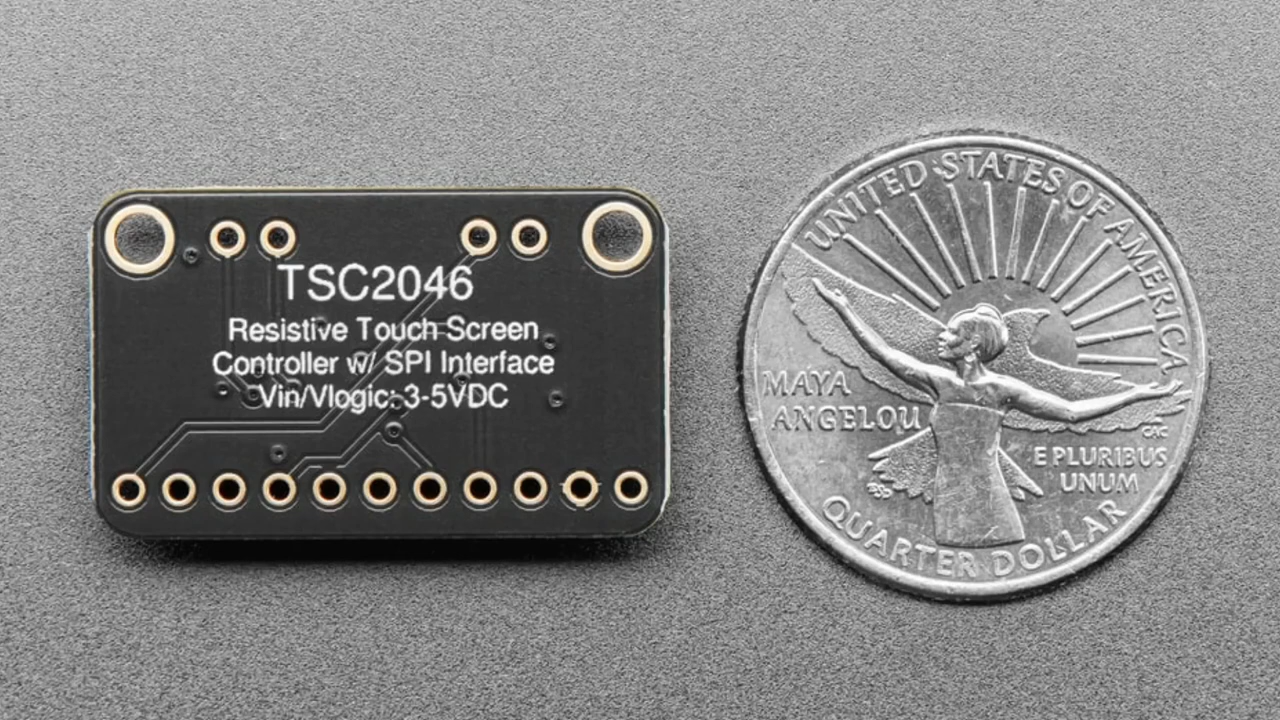 TSC2046
Resistive Touch Screen
Controller w/ SPI Interface
Vin/Vlogic: 3-5VDC
UNITED STATES OF AMERICA
MAYA
ANGELOU
E PLURIBUS
UNUM
QUARTER DOLLAR